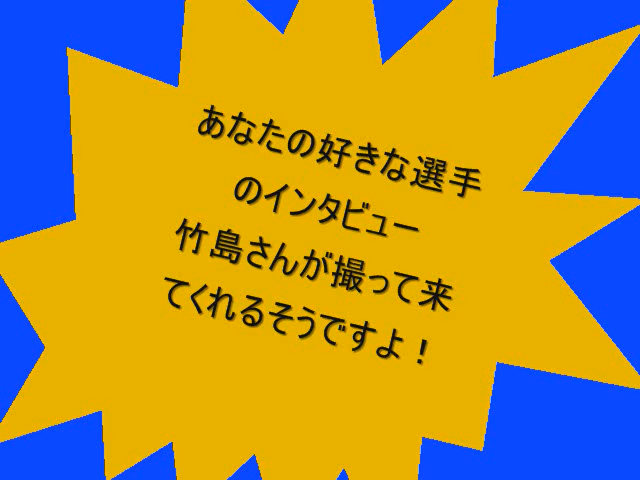 あなたの好きな選手
のインタビュー
竹島さんが撮って来
てくれるそうですよ！